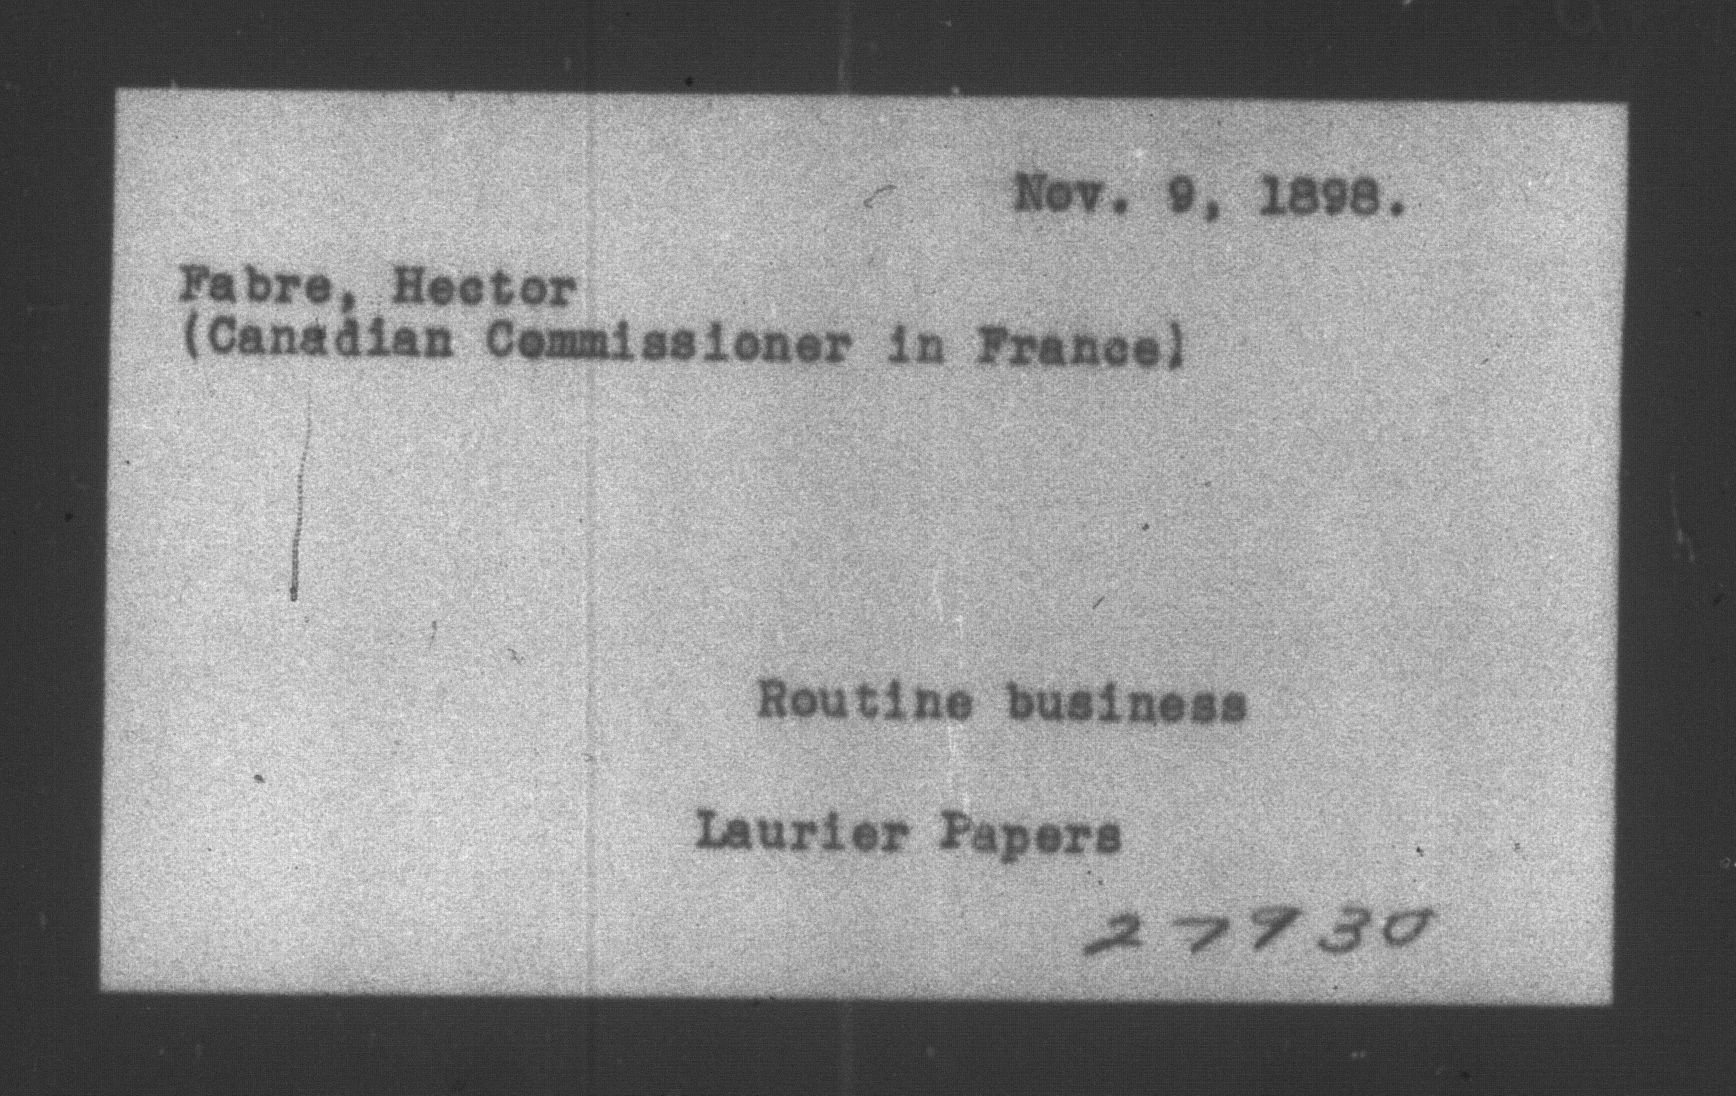 Nov. 9, 1898.
Fabre, Hector
(Canadian Commissioner in France)
Routine business
Laurier Papers
27930